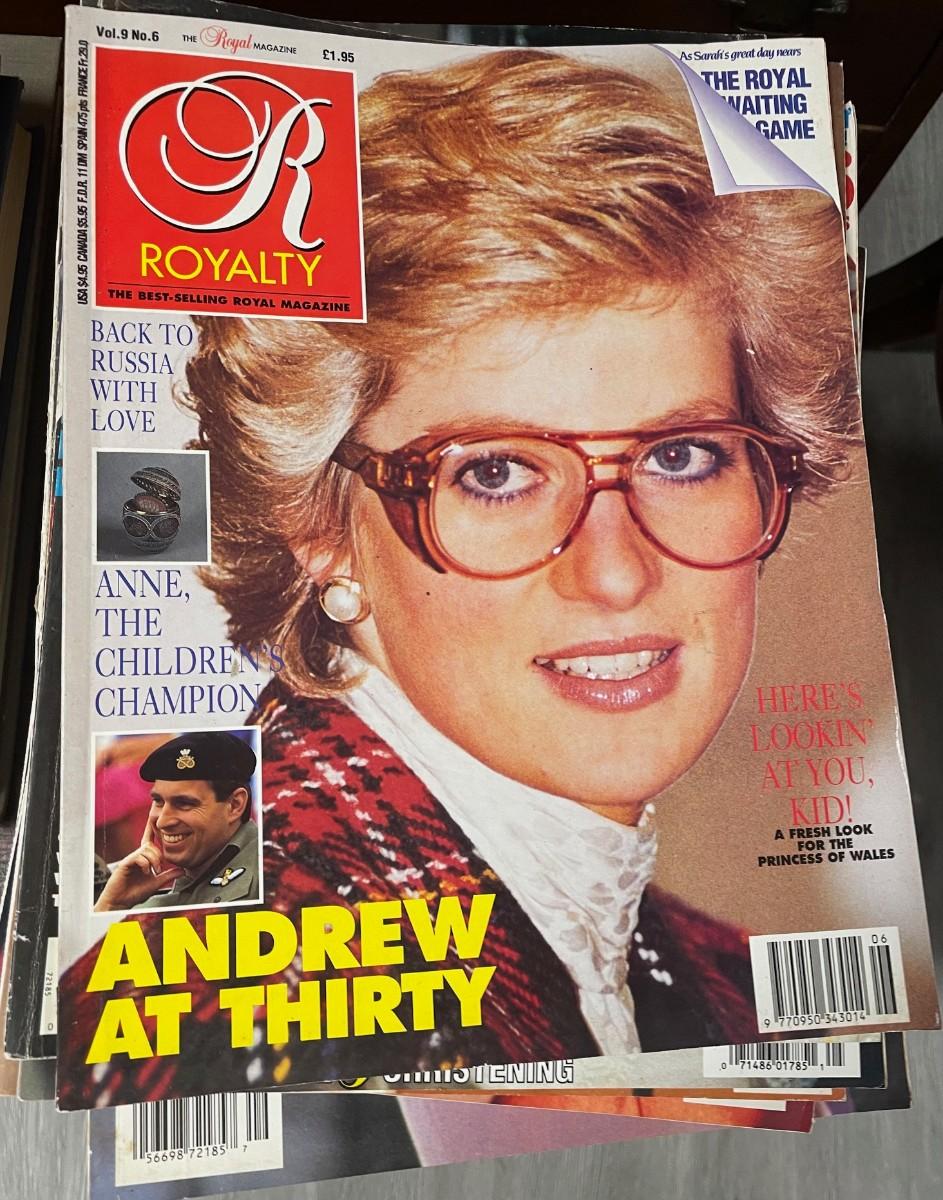 Vol.9 No.6
THE Royal MAGAZINE
£1.95
USA $4.95 CANADA $5.95 F.D.R. 11 DM SPAIN 475 pts FRANCE Fr.29.0
R
ROYALTY
THE BEST-SELLING ROYAL MAGAZINE
As Sarah's great day nears
THE ROYAL
WAITING
GAME
BACK TO
RUSSIA
WITH
LOVE
ANNE,
THE
CHILDREN'S
CHAMPION
HERE'S
LOOKIN'
AT YOU,
KID!
A FRESH LOOK
FOR THE
PRINCESS OF WALES
ANDREW
AT THIRTY
06
9 770950 343014
72185
0
CHRISTENING
0 71486 01785 1
56698 72185 7